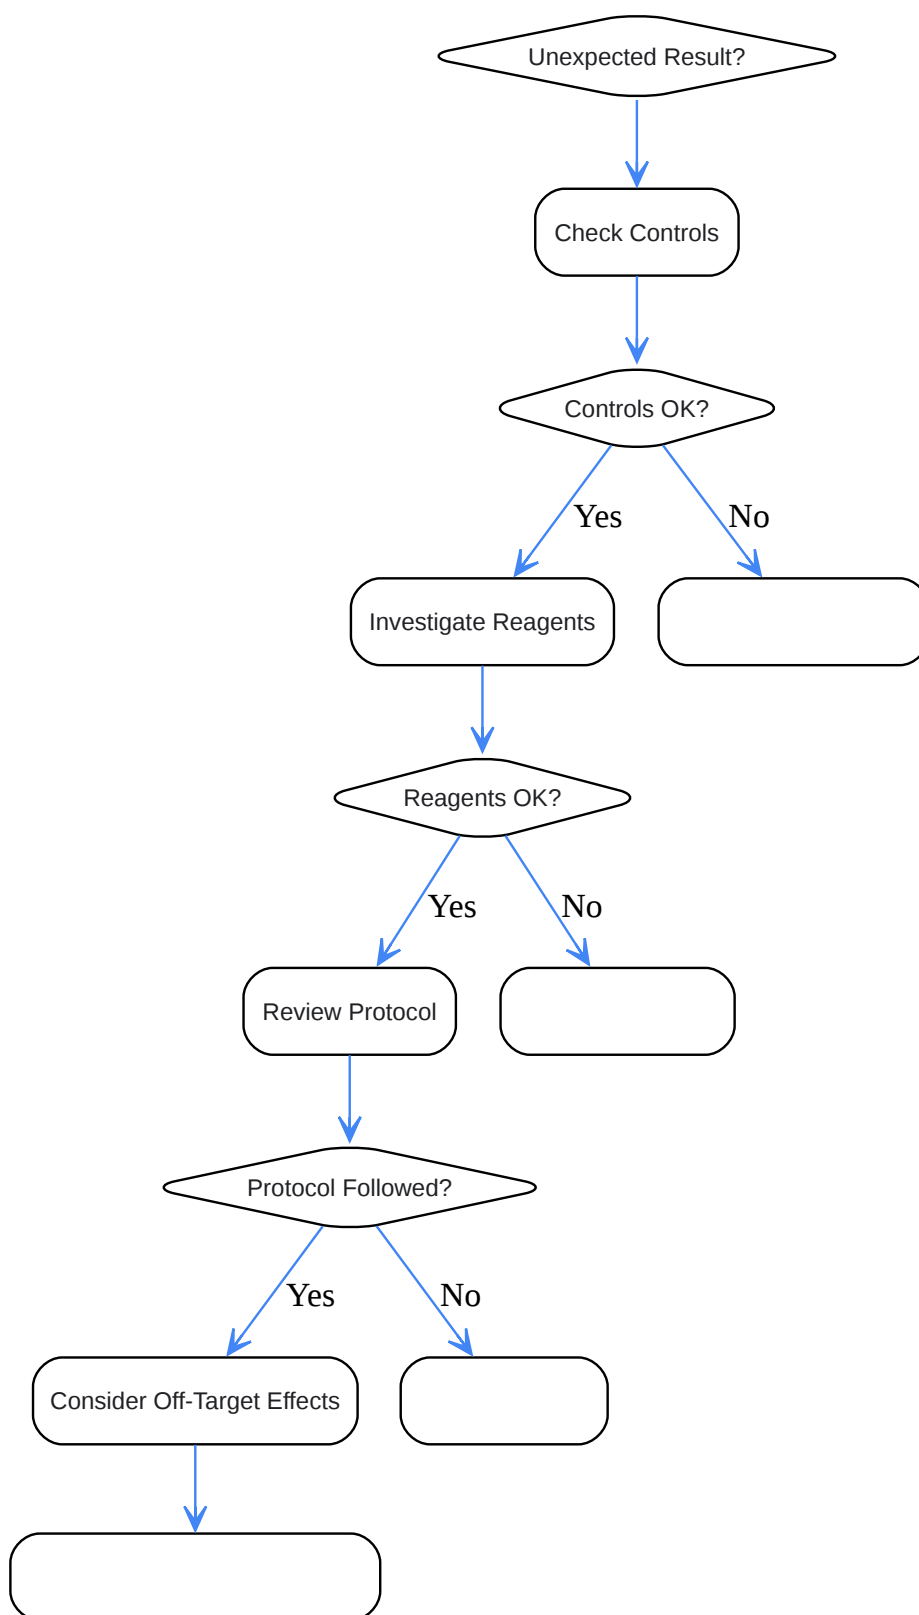 Unexpected Result?
Check Controls
Controls OK?
Yes
No
Investigate Reagents
Reagents OK?
Yes
No
Review Protocol
Protocol Followed?
Yes
No
Consider Off-Target Effects